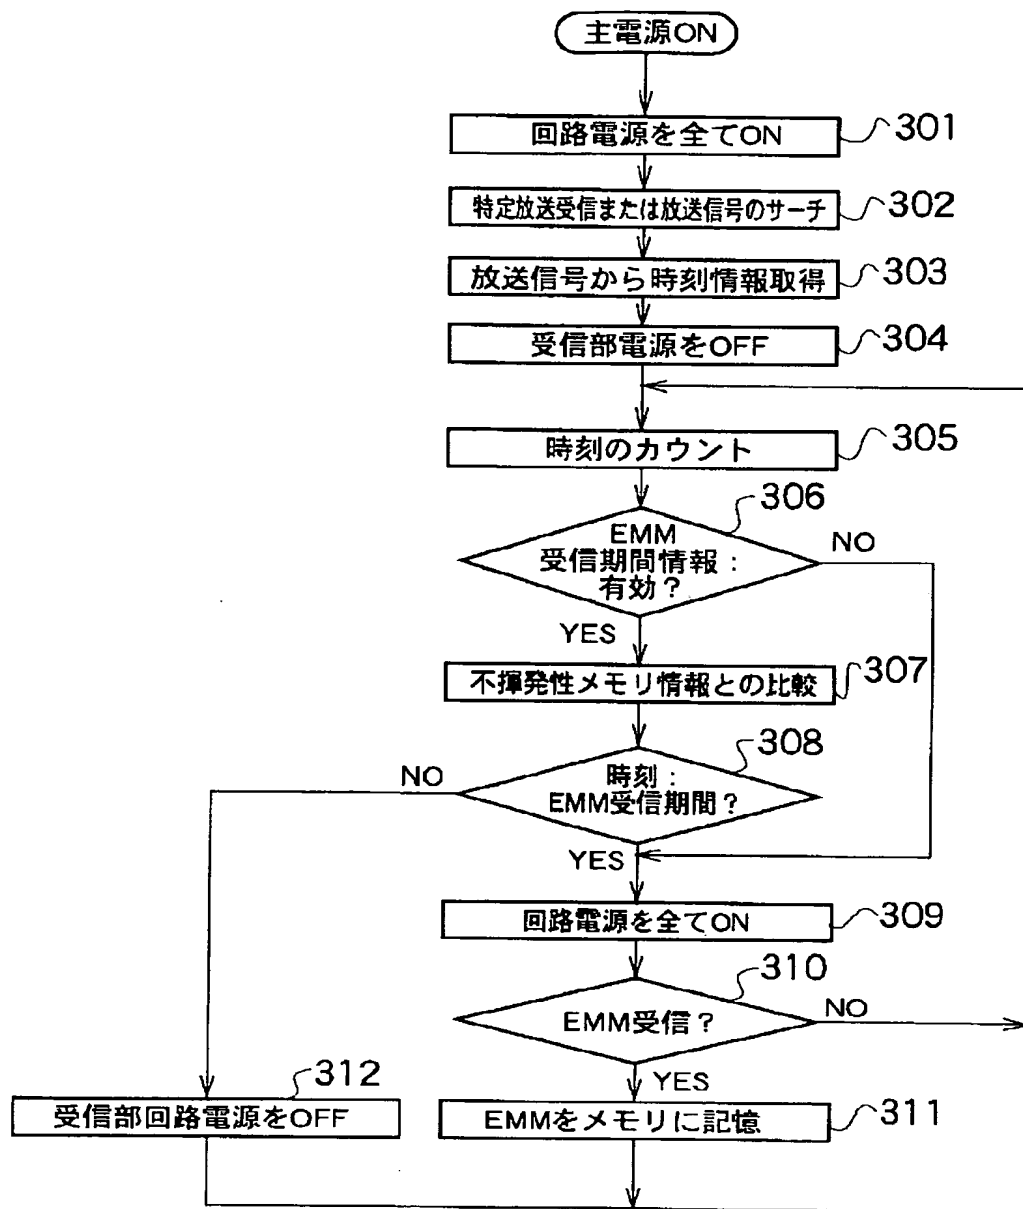 主電源ON
回路電源を全てON
301
特定放送受信または放送信号のサーチ
302
放送信号から時刻情報取得
303
受信部電源をOFF
304
時刻のカウント
305
306
EMM
受信期間情報:
有効?
NO
YES
不揮発性メモリ情報との比較
307
308
NO
時刻:
EMM受信期間?
YES
回路電源を全てON
309
310
EMM受信?
NO
YES
312
受信部回路電源をOFF
EMMをメモリに記憶
311